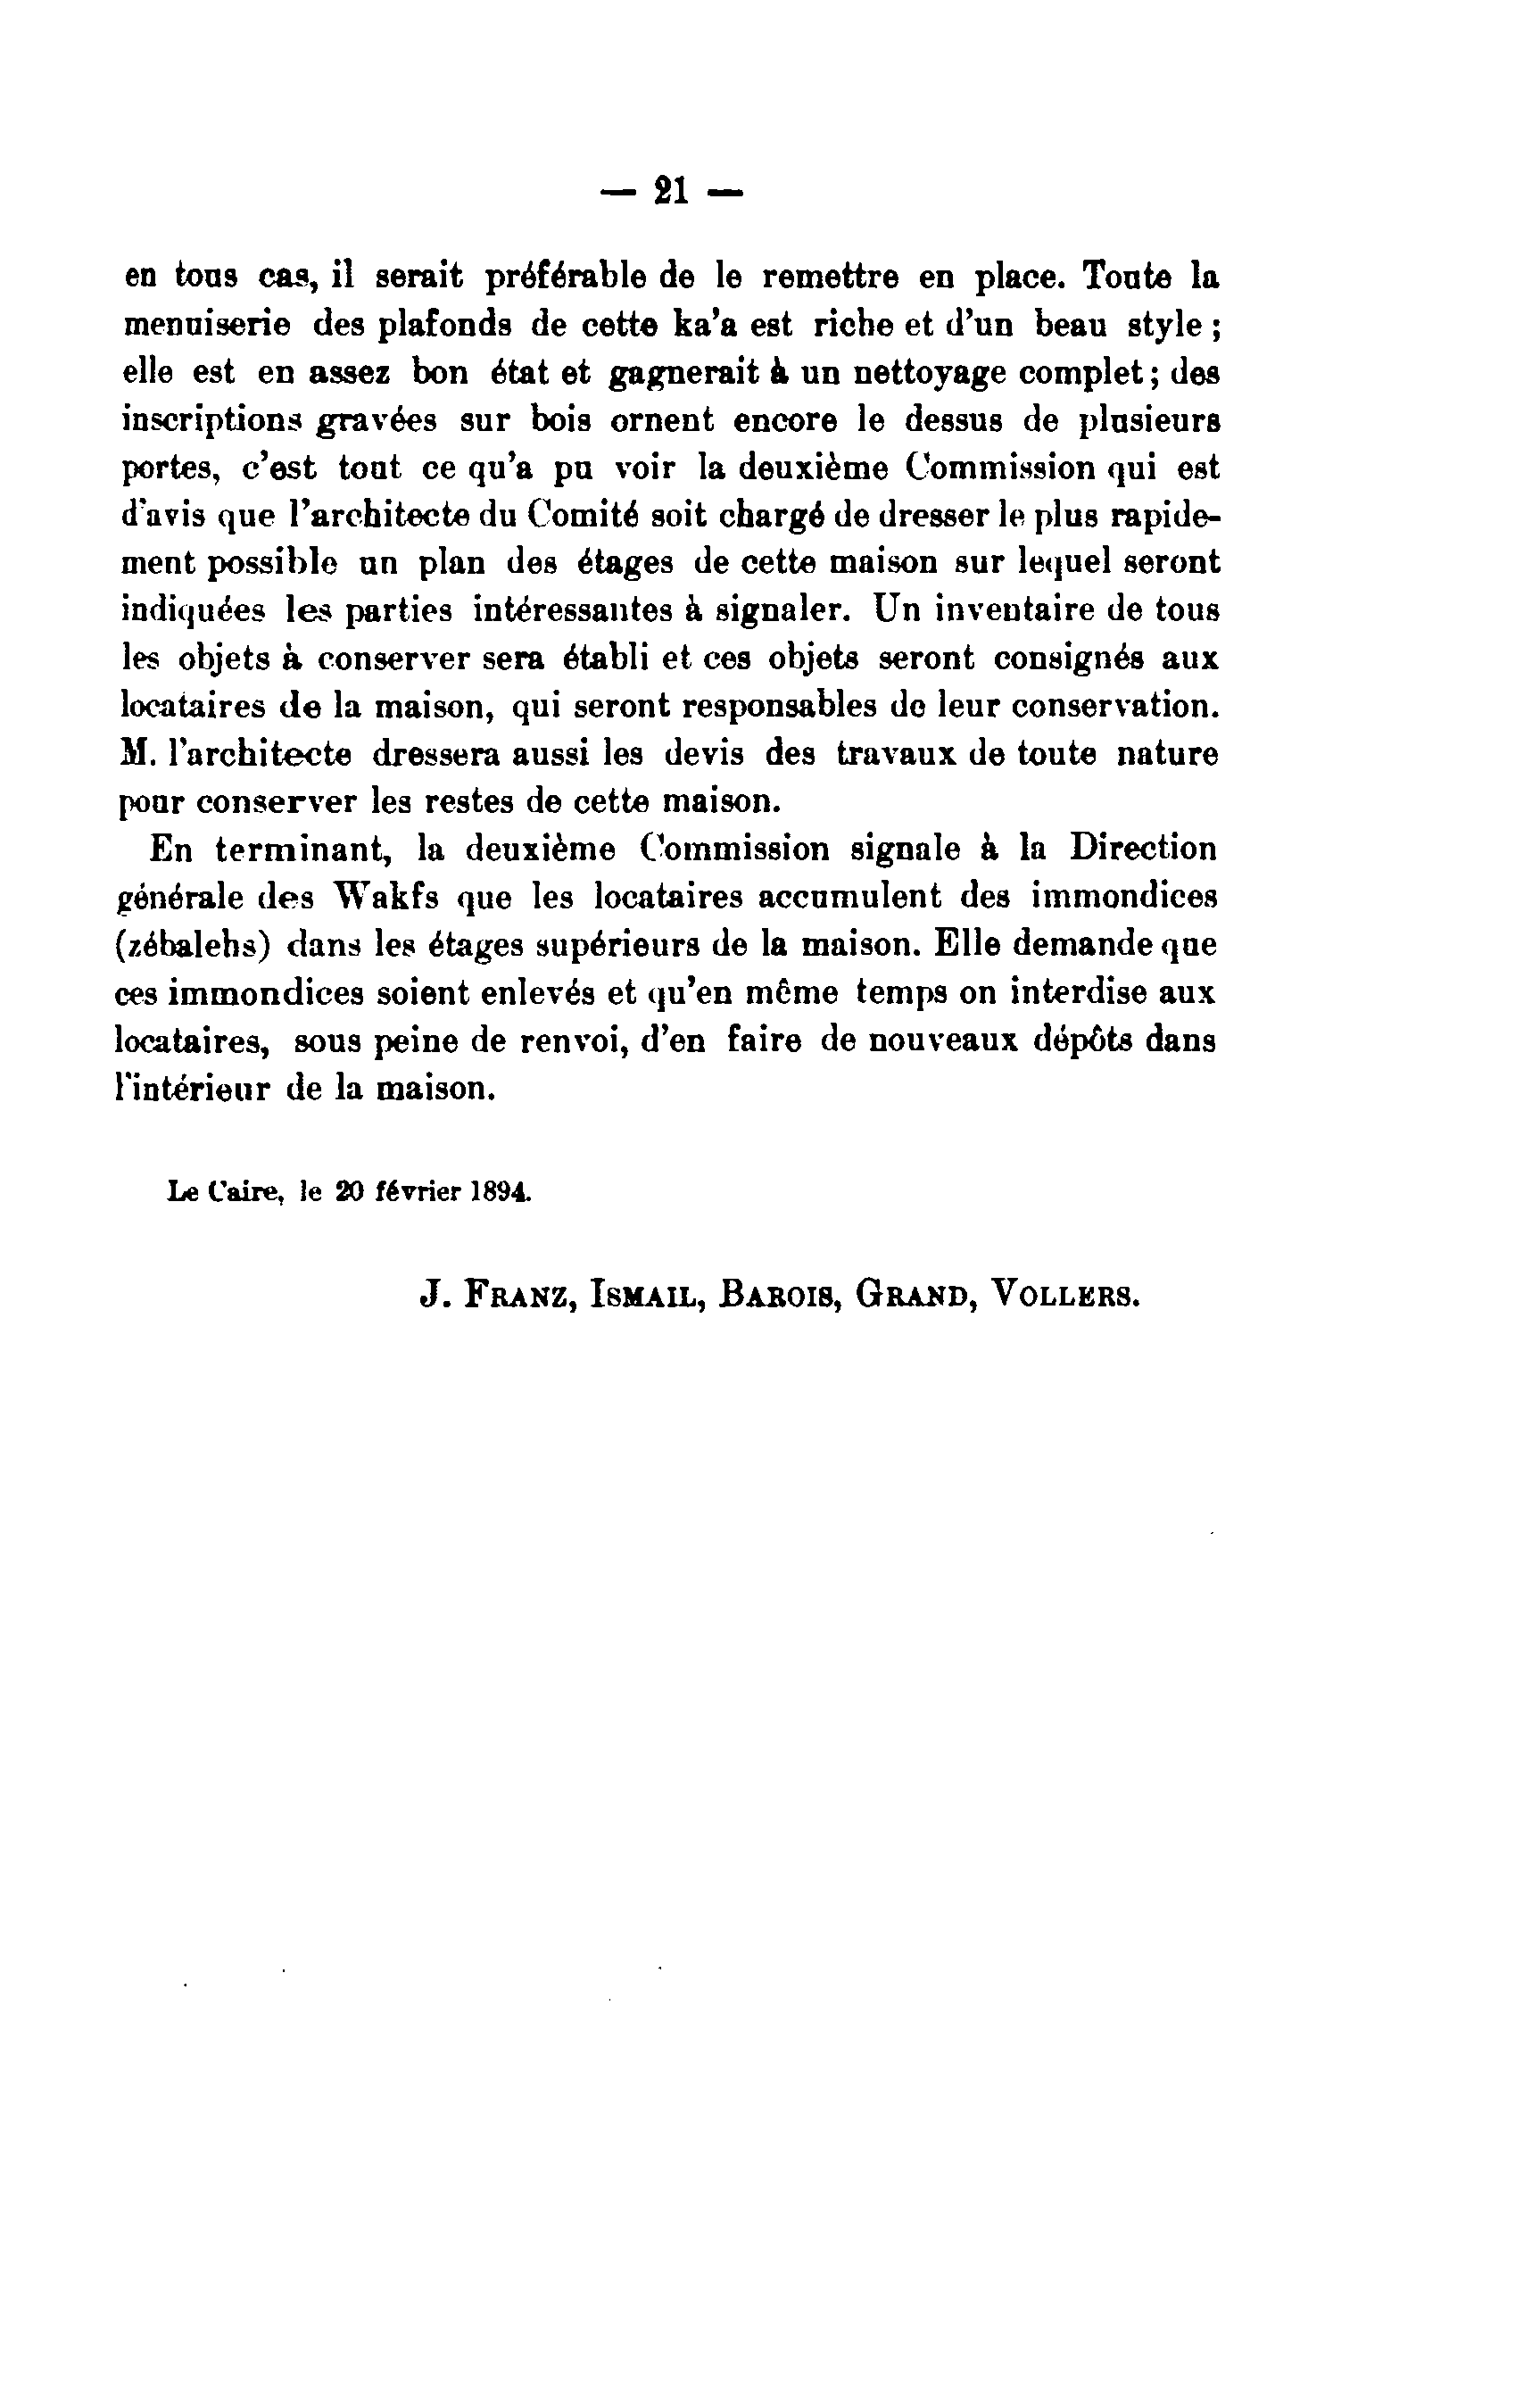 — 21 —
en tous cas, il serait préférable de le remettre en place. Toute la
menuiserie des plafonds de cette ka'a est riche et d'un beau style ;
elle est en assez bon état et gagnerait à un nettoyage complet ; des
inscriptions gravées sur bois ornent encore le dessus de plusieurs
portes, c'est tout ce qu'a pu voir la deuxième Commission qui est
d'avis que l'architecte du Comité soit chargé de dresser le plus rapide-
ment possible un plan des étages de cette maison sur lequel seront
indiquées les parties intéressantes à signaler. Un inventaire de tous
les objets à conserver sera établi et ces objets seront consignés aux
locataires de la maison, qui seront responsables de leur conservation.
M. l'architecte dressera aussi les devis des travaux de toute nature
pour conserver les restes de cette maison.
En terminant, la deuxième Commission signale à la Direction
générale des Wakfs que les locataires accumulent des immondices
(zébalehs) dans les étages supérieurs de la maison. Elle demande que
ces immondices soient enlevés et qu'en même temps on interdise aux
locataires, sous peine de renvoi, d'en faire de nouveaux dépôts dans
l'intérieur de la maison.
Le Caire, le 20 février 1894.
J. FRANZ, ISMAIL, BAROIS, GRAND, VOLLERS.